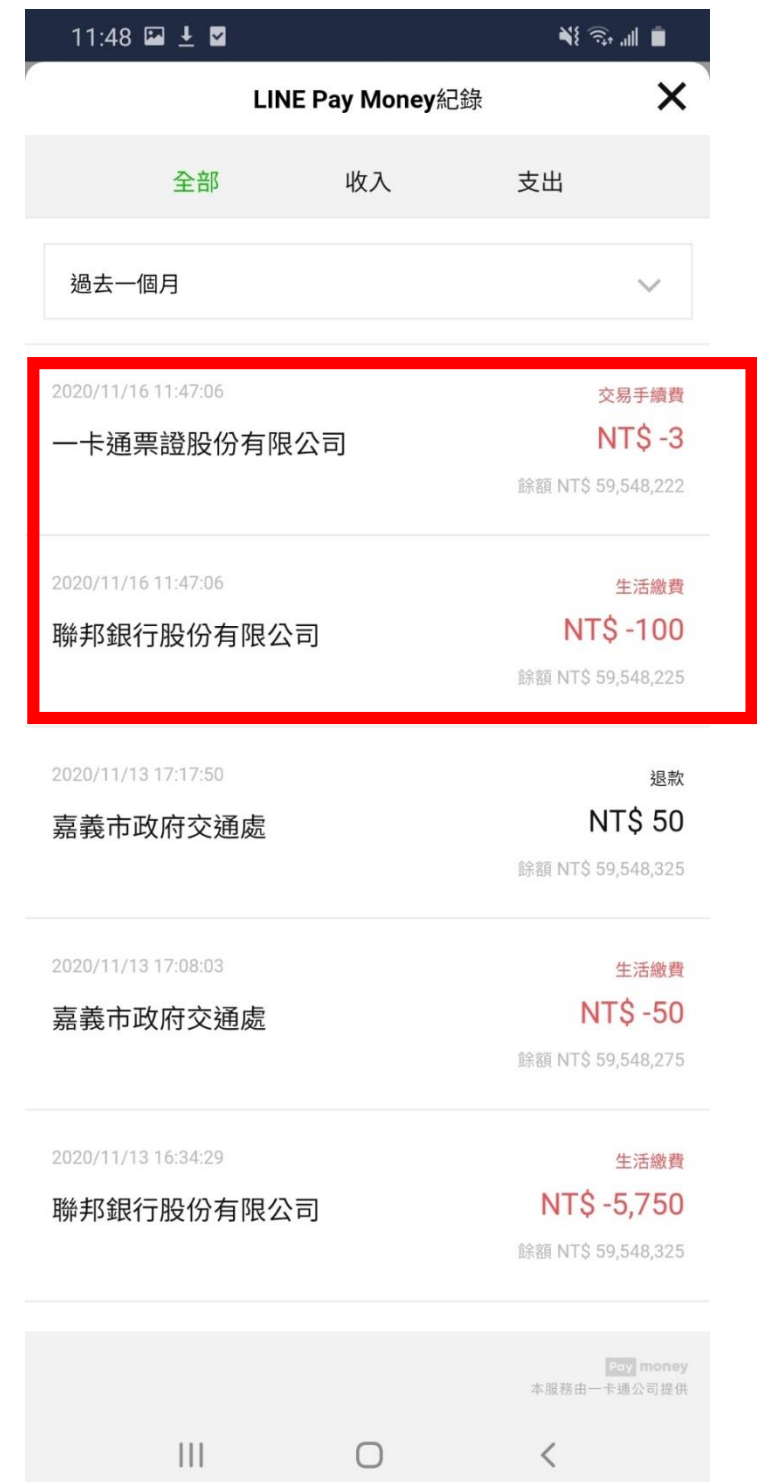 11:48
LINE Pay Money紀錄
全部 收入 支出
過去一個月
2020/11/16 11:47:06
交易手續費
一卡通票證股份有限公司
NT$ -3
餘額 NT$ 59,548,222
2020/11/16 11:47:06
生活繳費
聯邦銀行股份有限公司
NT$ -100
餘額 NT$ 59,548,225
2020/11/13 17:17:50
退款
嘉義市政府交通處
NT$ 50
餘額 NT$ 59,548,325
2020/11/13 17:08:03
生活繳費
嘉義市政府交通處
NT$ -50
餘額 NT$ 59,548,275
2020/11/13 16:34:29
生活繳費
聯邦銀行股份有限公司
NT$ -5,750
餘額 NT$ 59,548,325
Pay money
本服務由一卡通公司提供